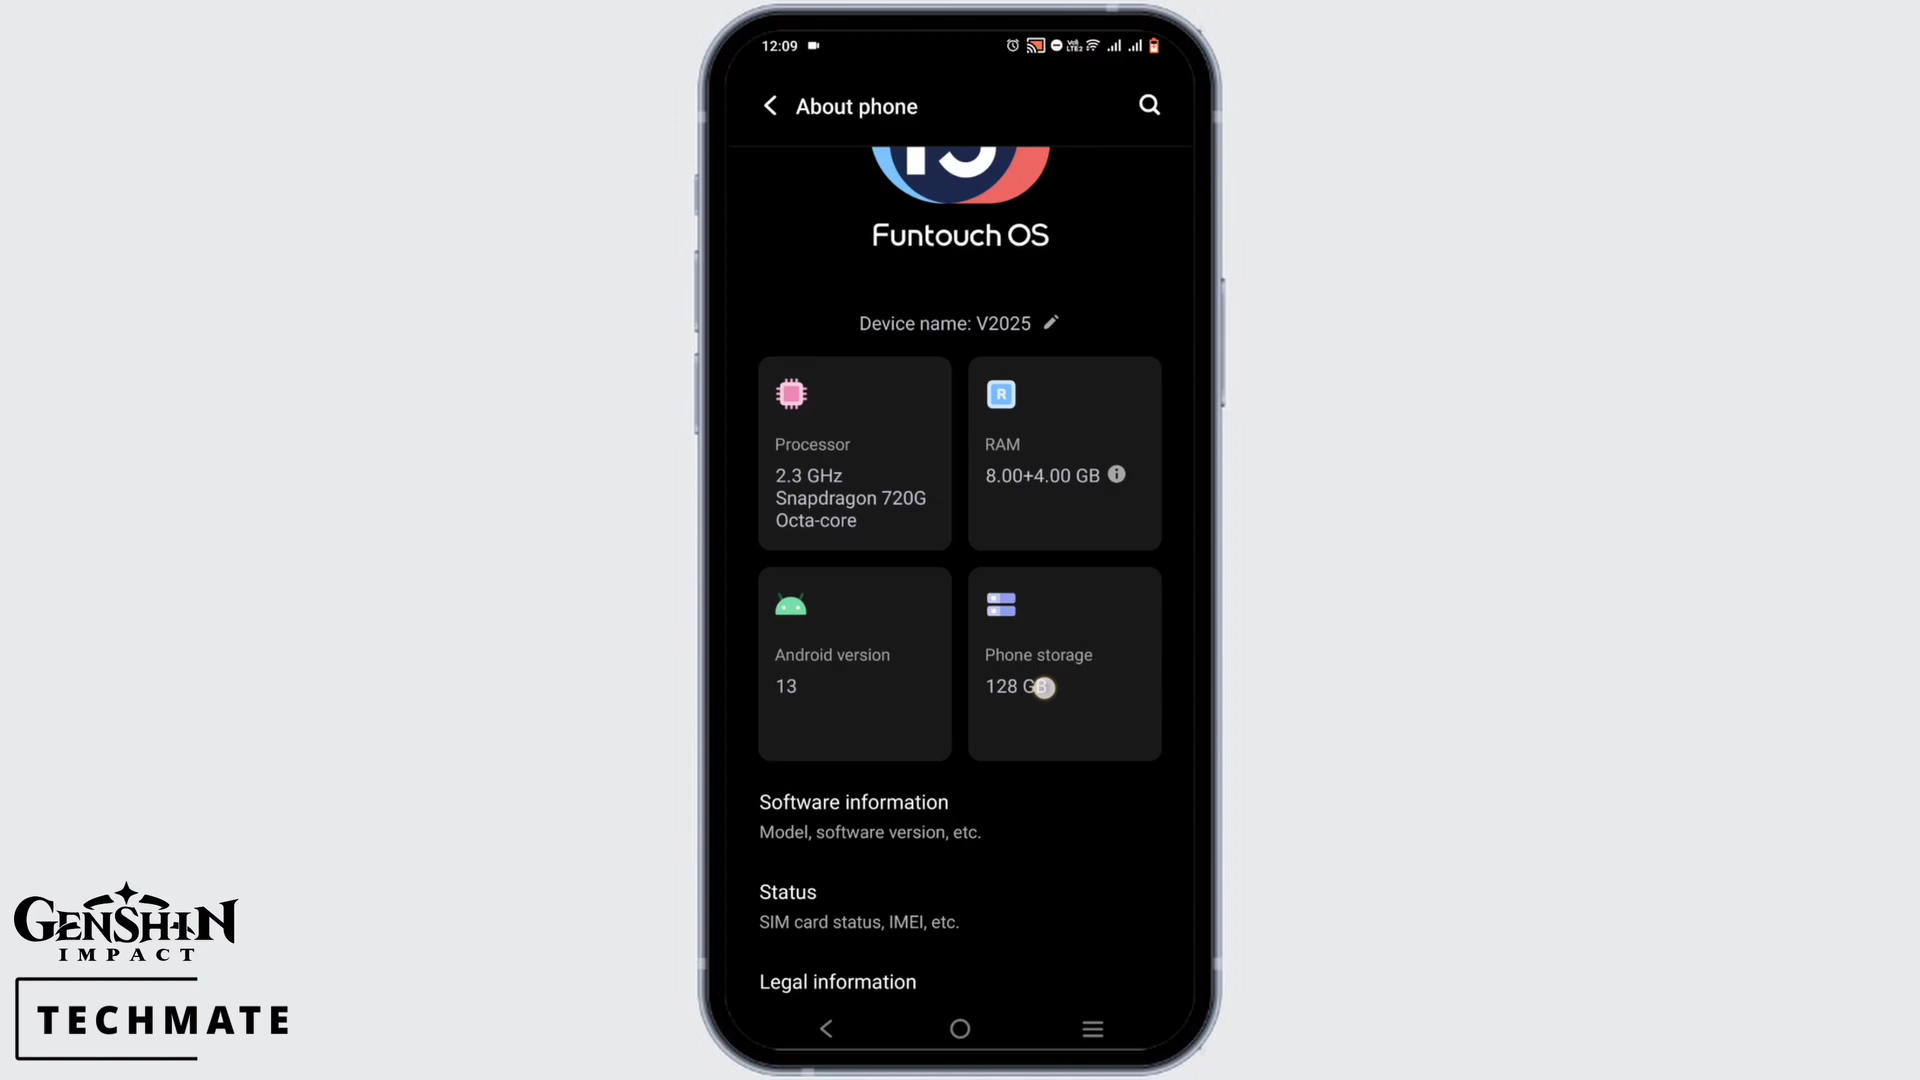 12:09
About phone
13
Funtouch OS
Device name: V2025
Processor
2.3 GHz
Snapdragon 720G
Octa-core
R
RAM
8.00+4.00 GB
Android version
13
Phone storage
128 GB
Software information
Model, software version, etc.
Status
SIM card status, IMEI, etc.
Legal information
GENSHIN
IMPACT
TECHMATE